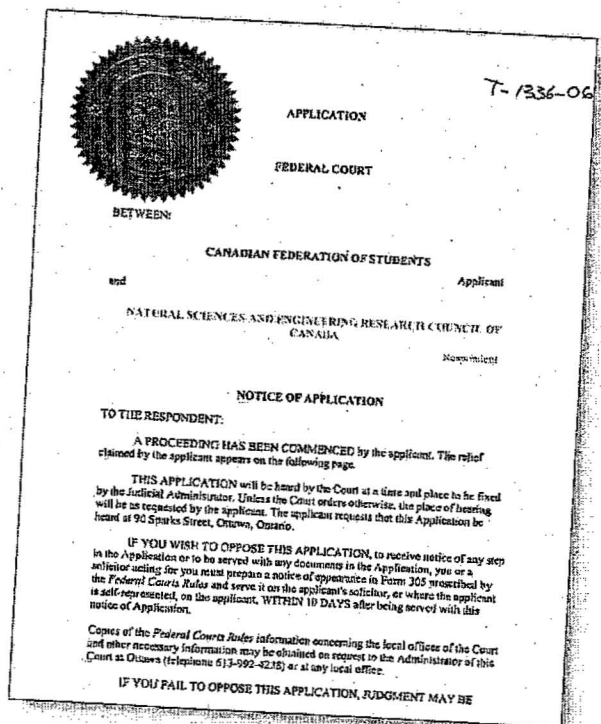 T-1336-06
APPLICATION
FEDERAL COURT
BETWEEN:
CANADIAN FEDERATION OF STUDENTS
Applicant
and
NATURAL SCIENCES AND ENGINEERING RESEARCH COUNCIL OF
CANADA
Respondent
NOTICE OF APPLICATION
TO THE RESPONDENT:
A PROCEEDING HAS BEEN COMMENCED by the applicant. The relief
claimed by the applicant appears on the following page.
THIS APPLICATION will be heard by the Court at a time and place to be fixed
by the Judicial Administrator. Unless the Court orders otherwise, the place of hearing
will be as requested by the applicant. The applicant requests that this Application be
heard at 90 Sparks Street, Ottawa, Ontario.
IF YOU WISH TO OPPOSE THIS APPLICATION, to receive notice of any step
in the Application or to be served with any documents in the Application, you or a
solicitor acting for you must prepare a notice of appearance in Form 305 prescribed by
the Federal Courts Rules and serve it on the applicant's solicitor, or where the applicant
is self-represented, on the applicant, WITHIN 10 DAYS after being served with this
notice of Application.
Copies of the Federal Courts Rules information concerning the local offices of the Court
and other necessary information may be obtained on request to the Administrator of this
Court at Ottawa (telephone 613-992-4238) or at any local office.
IF YOU FAIL TO OPPOSE THIS APPLICATION, JUDGMENT MAY BE